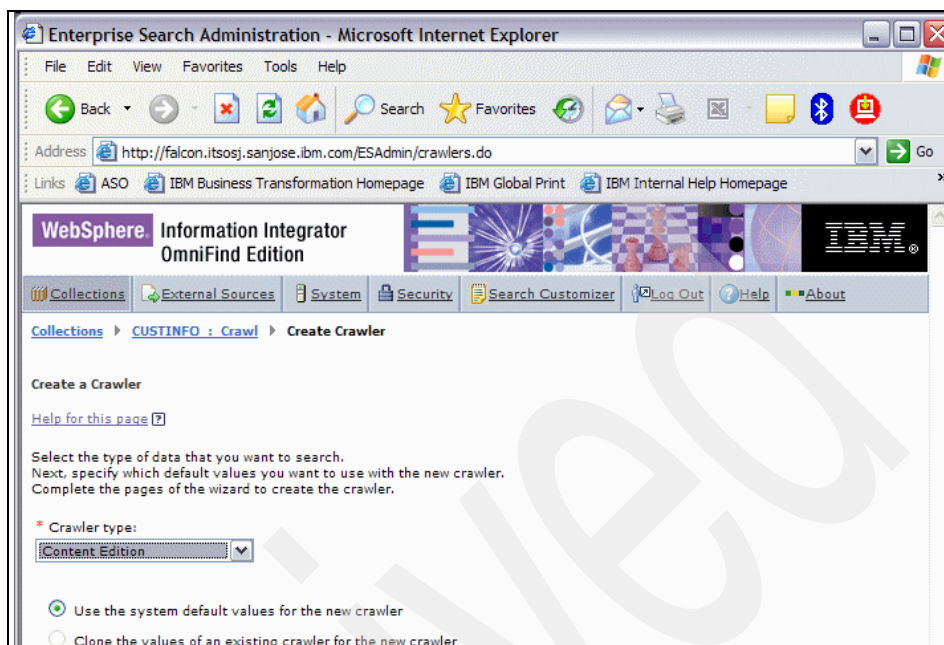 Enterprise Search Administration - Microsoft Internet Explorer
File Edit View Favorites Tools Help
Back Search Favorites
Address http://falcon.itsosj.sanjose.ibm.com/ESAdmin/crawlers.do Go
Links ASO IBM Business Transformation Homepage IBM Global Print IBM Internal Help Homepage »
WebSphere. Information Integrator
OmniFind Edition
IBM®
Collections External Sources System Security Search Customizer Log Out Help About
Collections CUSTINFO : Crawl Create Crawler
Create a Crawler
Help for this page ?
Select the type of data that you want to search.
Next, specify which default values you want to use with the new crawler.
Complete the pages of the wizard to create the crawler.
* Crawler type:
Content Edition
Use the system default values for the new crawler
Clone the values of an existing crawler for the new crawler